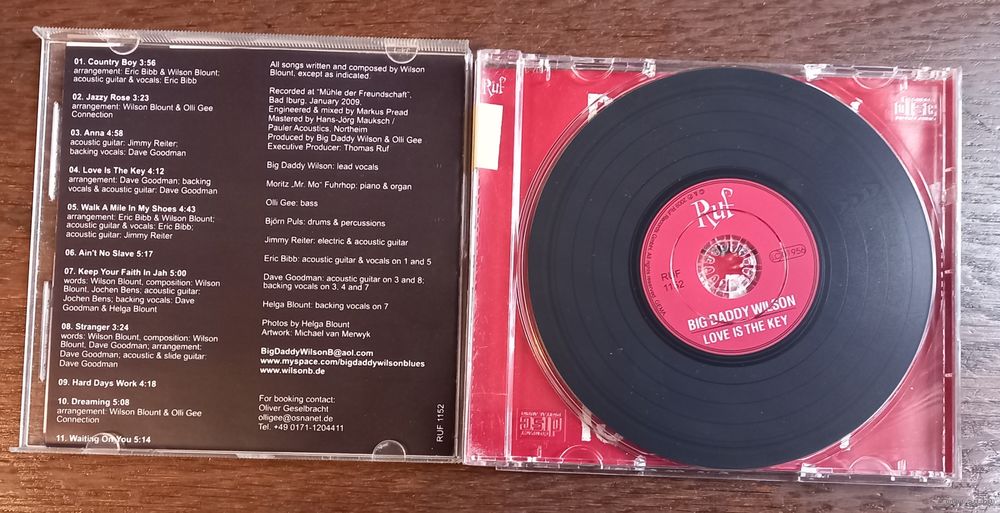 01. Country Boy 3:56
arrangement: Eric Bibb & Wilson Blount;
acoustic guitar & vocals: Eric Bibb
02. Jazzy Rose 3:23
arrangement: Wilson Blount & Olli Gee
Connection
03. Anna 4:58
acoustic guitar: Jimmy Reiter;
backing vocals: Dave Goodman
04. Love Is The Key 4:12
arrangement: Dave Goodman; backing
vocals & acoustic guitar: Dave Goodman
05. Walk A Mile In My Shoes 4:43
arrangement: Eric Bibb & Wilson Blount;
acoustic guitar & vocals: Eric Bibb;
acoustic guitar: Jimmy Reiter
06. Ain't No Slave 5:17
07. Keep Your Faith In Jah 5:00
words: Wilson Blount, composition: Wilson
Blount, Jochen Bens; acoustic guitar:
Jochen Bens; backing vocals: Dave
Goodman & Helga Blount
08. Stranger 3:24
words: Wilson Blount, composition: Wilson
Blount, Dave Goodman; arrangement:
Dave Goodman; acoustic & slide guitar:
Dave Goodman
09. Hard Days Work 4:18
10. Dreaming 5:08
arrangement: Wilson Blount & Olli Gee
Connection
11. Waiting On You 5:14
All songs written and composed by Wilson
Blount, except as indicated.
Recorded at "Mühle der Freundschaft",
Bad Iburg. January 2009.
Engineered & mixed by Markus Pread
Mastered by Hans-Jörg Mauksch /
Pauler Acoustics, Northeim
Produced by Big Daddy Wilson & Olli Gee
Executive Producer: Thomas Ruf
Big Daddy Wilson: lead vocals
Moritz „Mr. Mo" Fuhrhop: piano & organ
Olli Gee: bass
Björn Puls: drums & percussions
Jimmy Reiter: electric & acoustic guitar
Eric Bibb: acoustic guitar & vocals on 1 and 5
Dave Goodman: acoustic guitar on 3 and 8;
backing vocals on 3, 4 and 7
Helga Blount: backing vocals on 7
Photos by Helga Blount
Artwork: Michael van Merwyk
BigDaddyWilsonB@aol.com
www.myspace.com/bigdaddywilsonblues
www.wilsonb.de
For booking contact:
Oliver Geselbracht
olligee@osnanet.de
Tel. +49 0171-1204411
RUF 1152
Ruf
Ruf
RUF
1152
BIG DADDY WILSON
LOVE IS THE KEY
COMPACT
disc
DIGITAL AUDIO